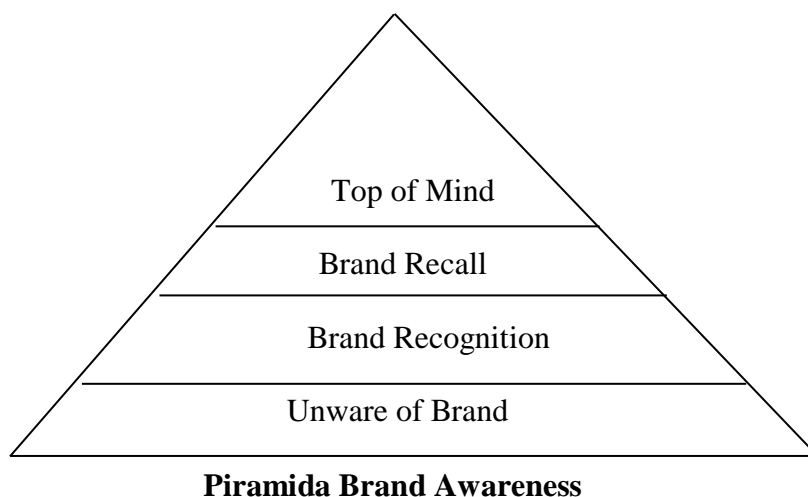 Top of Mind
Brand Recall
Brand Recognition
Unware of Brand
Piramida Brand Awareness